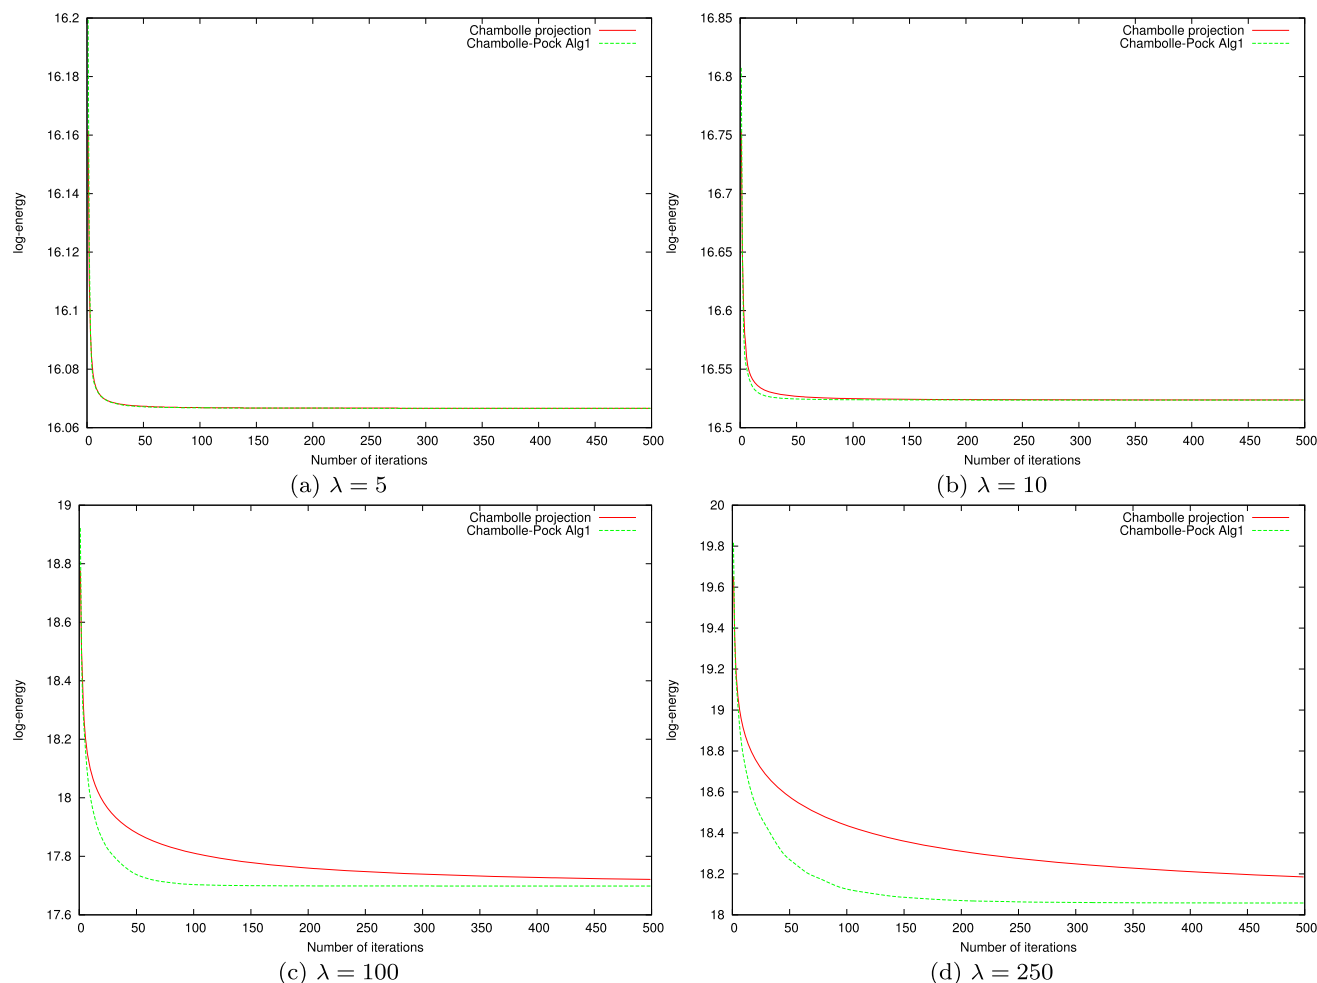 Chambolle projection
Chambolle-Pock Alg1
16.2
16.18
16.16
16.14
16.12
16.1
16.08
16.06
log-energy
0 50 100 150 200 250 300 350 400 450 500
Number of iterations
(a) λ = 5
Chambolle projection
Chambolle-Pock Alg1
16.85
16.8
16.75
16.7
16.65
16.6
16.55
16.5
log-energy
0 50 100 150 200 250 300 350 400 450 500
Number of iterations
(b) λ = 10
Chambolle projection
Chambolle-Pock Alg1
19
18.8
18.6
18.4
18.2
18
17.8
17.6
log-energy
0 50 100 150 200 250 300 350 400 450 500
Number of iterations
(c) λ = 100
Chambolle projection
Chambolle-Pock Alg1
20
19.8
19.6
19.4
19.2
19
18.8
18.6
18.4
18.2
18
log-energy
0 50 100 150 200 250 300 350 400 450 500
Number of iterations
(d) λ = 250